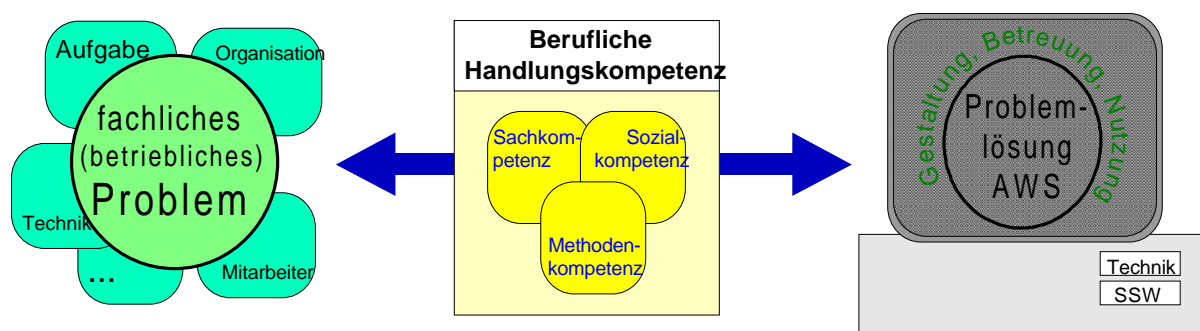 Aufgabe
Organisation
fachliches
(betriebliches)
Problem
Technik
...
Mitarbeiter
Berufliche
Handlungskompetenz
Sachkom-
petenz
Sozial-
kompetenz
Methoden-
kompetenz
Gestaltung, Betreuung, Nutzung
Problem-
lösung
AWS
Technik
SSW